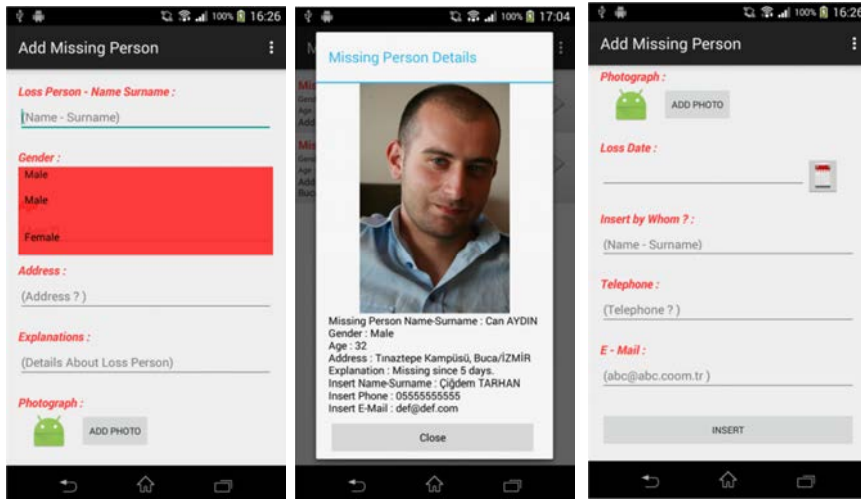 100% 16:26
Add Missing Person
Loss Person - Name Surname :
(Name - Surname)
Gender :
Male
Male
Female
Address :
(Address ? )
Explanations :
(Details About Loss Person)
Photograph :
ADD PHOTO
100% 17:04
Missing Person Details
Missing Person Name-Surname : Can AYDIN
Gender : Male
Age : 32
Address : Tınaztepe Kampüsü, Buca/İZMİR
Explanation : Missing since 5 days.
Insert Name-Surname : Çiğdem TARHAN
Insert Phone : 05555555555
Insert E-Mail : def@def.com
Close
100% 16:26
Add Missing Person
Photograph :
ADD PHOTO
Loss Date :
Insert by Whom ? :
(Name - Surname)
Telephone :
(Telephone ? )
E - Mail :
(abc@abc.coom.tr )
INSERT